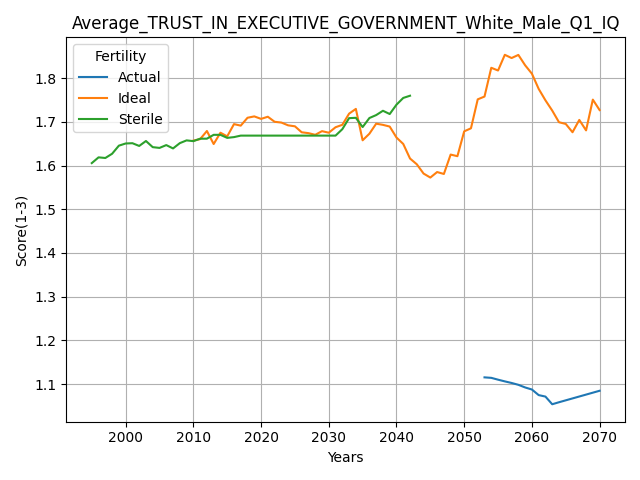 Average_TRUST_IN_EXECUTIVE_GOVERNMENT_White_Male_Q1_IQ
Fertility
Actual
Ideal
Sterile
Score(1-3)
1.8
1.7
1.6
1.5
1.4
1.3
1.2
1.1
2000 2010 2020 2030 2040 2050 2060 2070
Years